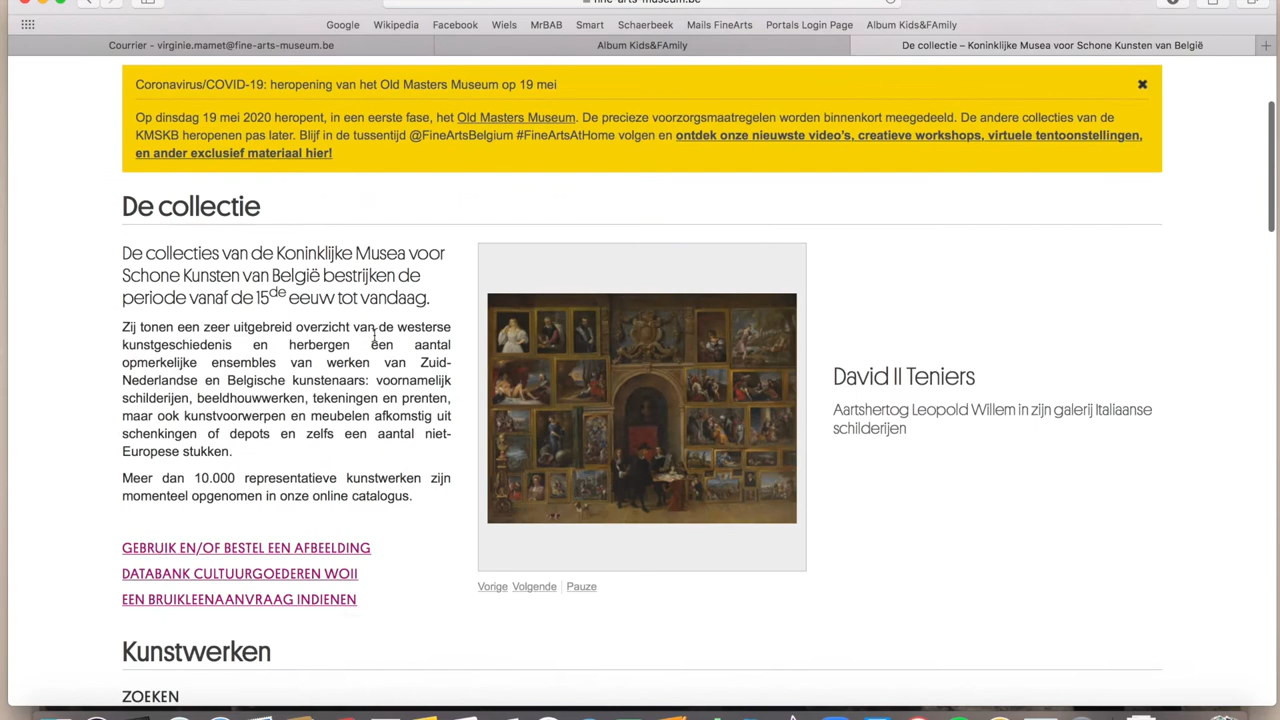 fine-arts-museum.be
Google Wikipedia Facebook Wiels MrBAB Smart Schaerbeek Mails FineArts Portals Login Page Album Kids&FAmily
Courrier - virginie.mamet@fine-arts-museum.be Album Kids&FAmily De collectie – Koninklijke Musea voor Schone Kunsten van België
Coronavirus/COVID-19: heropening van het Old Masters Museum op 19 mei
Op dinsdag 19 mei 2020 heropent, in een eerste fase, het Old Masters Museum. De precieze voorzorgsmaatregelen worden binnenkort meegedeeld. De andere collecties van de
KMSKB heropenen pas later. Blijf in de tussentijd @FineArtsBelgium #FineArtsAtHome volgen en ontdek onze nieuwste video's, creatieve workshops, virtuele tentoonstellingen,
en ander exclusief materiaal hier!
De collectie
De collecties van de Koninklijke Musea voor
Schone Kunsten van België bestrijken de
periode vanaf de 15de eeuw tot vandaag.
Zij tonen een zeer uitgebreid overzicht van de westerse
kunstgeschiedenis en herbergen een aantal
opmerkelijke ensembles van werken van Zuid-
Nederlandse en Belgische kunstenaars: voornamelijk
schilderijen, beeldhouwwerken, tekeningen en prenten,
maar ook kunstvoorwerpen en meubelen afkomstig uit
schenkingen of depots en zelfs een aantal niet-
Europese stukken.
Meer dan 10.000 representatieve kunstwerken zijn
momenteel opgenomen in onze online catalogus.
GEBRUIK EN/OF BESTEL EEN AFBEELDING
DATABANK CULTUURGOEDEREN WOII
EEN BRUIKLEENAANVRAAG INDIENEN
David II Teniers
Aartshertog Leopold Willem in zijn galerij Italiaanse
schilderijen
Vorige Volgende Pauze
Kunstwerken
ZOEKEN